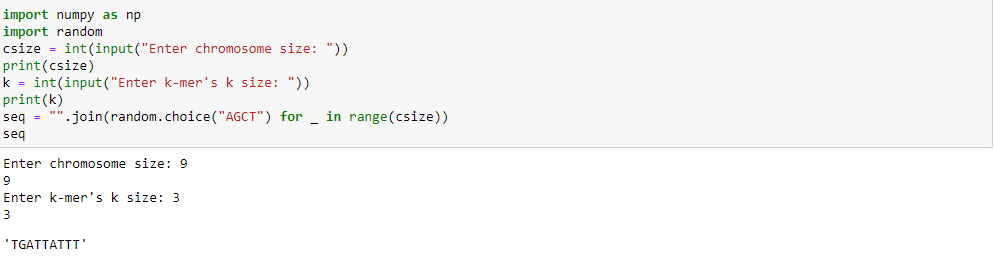 import numpy as np
import random
csize = int(input("Enter chromosome size: "))
print(csize)
k = int(input("Enter k-mer's k size: "))
print(k)
seq = "".join(random.choice("AGCT") for _ in range(csize))
seq
Enter chromosome size: 9
9
Enter k-mer's k size: 3
3
'TGATTATTT'